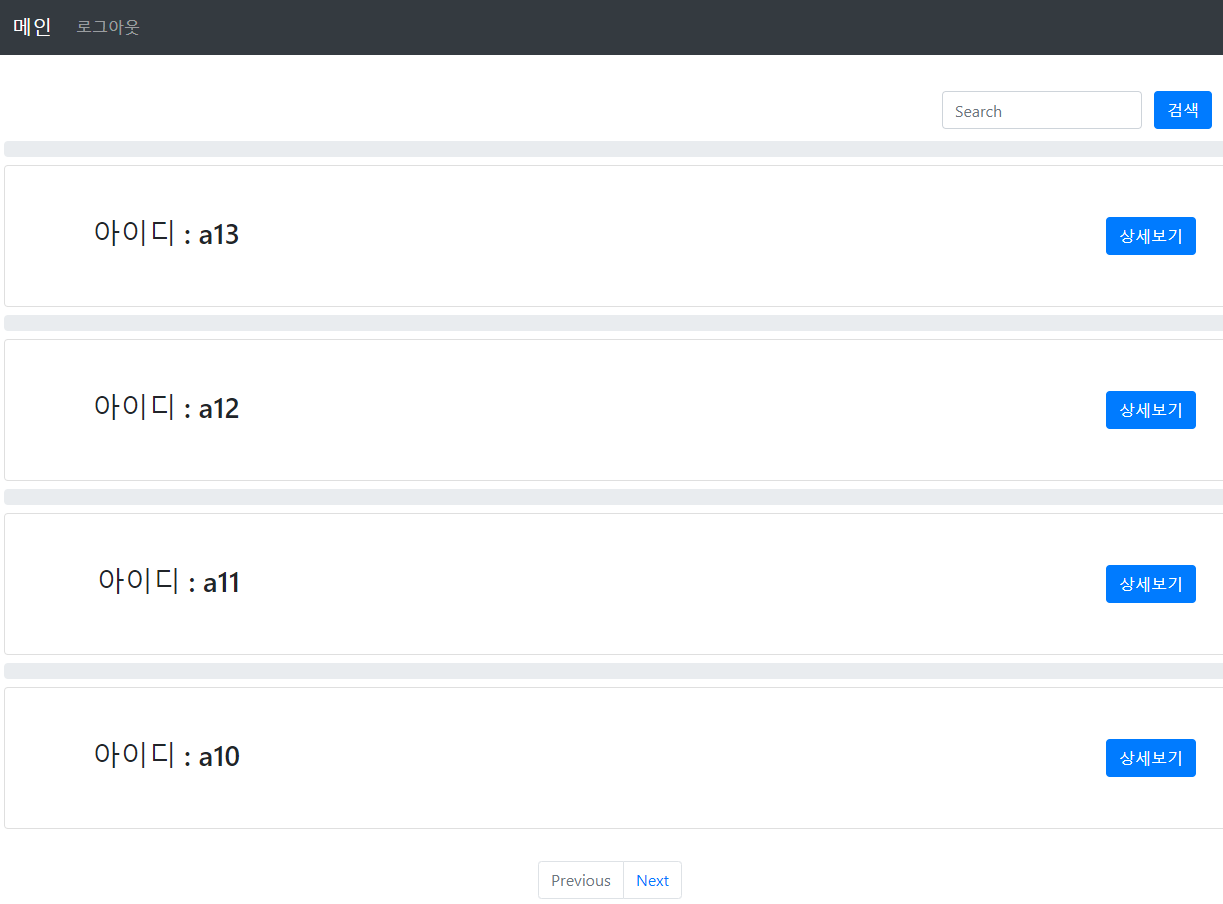 메인 로그아웃
Search 검색
아이디 : a13 상세보기
아이디 : a12 상세보기
아이디 : a11 상세보기
아이디 : a10 상세보기
Previous Next